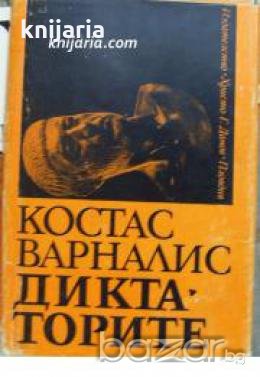 knijaria
knijaria.com
Издателство "Христо Г. Данов" - Пловдив
КОСТАС
ВАРНАЛИС
ДИКТА-
ТОРИТЕ
bazar.bg